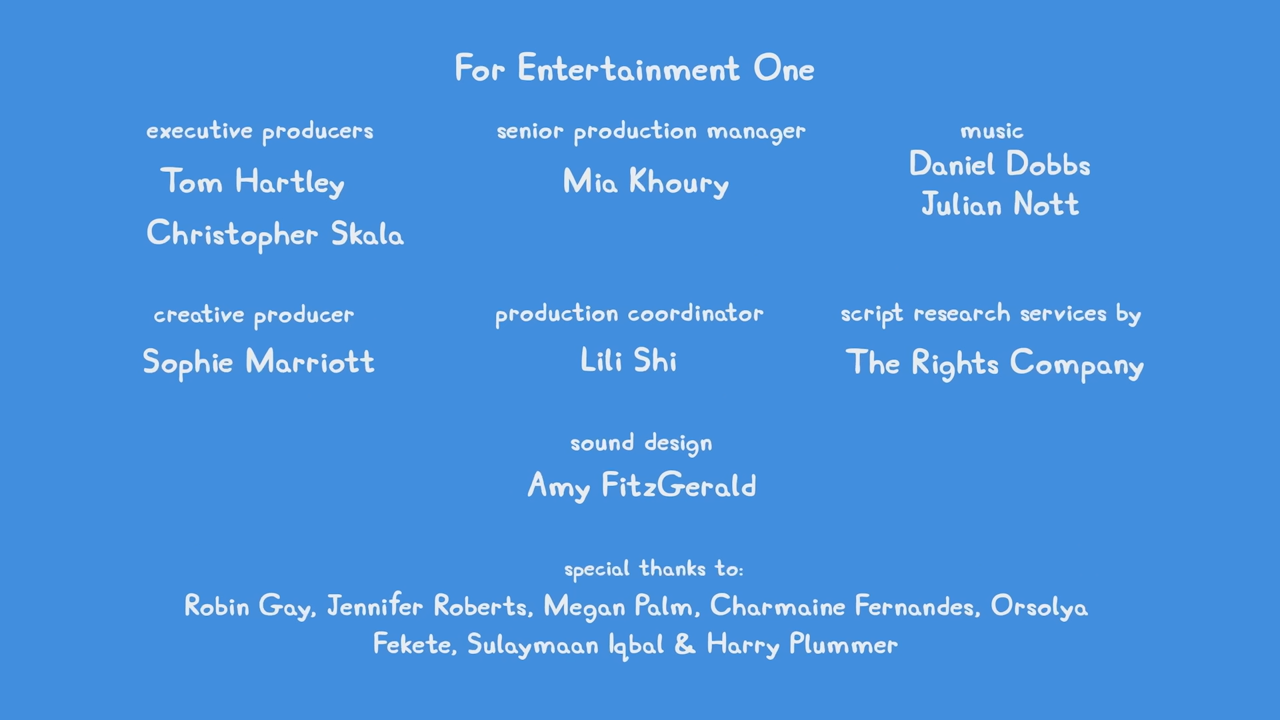 For Entertainment One
executive producers
Tom Hartley
Christopher Skala
senior production manager
Mia Khoury
music
Daniel Dobbs
Julian Nott
creative producer
Sophie Marriott
production coordinator
Lili Shi
script research services by
The Rights Company
sound design
Amy FitzGerald
special thanks to:
Robin Gay, Jennifer Roberts, Megan Palm, Charmaine Fernandes, Orsolya
Fekete, Sulaymaan Iqbal & Harry Plummer